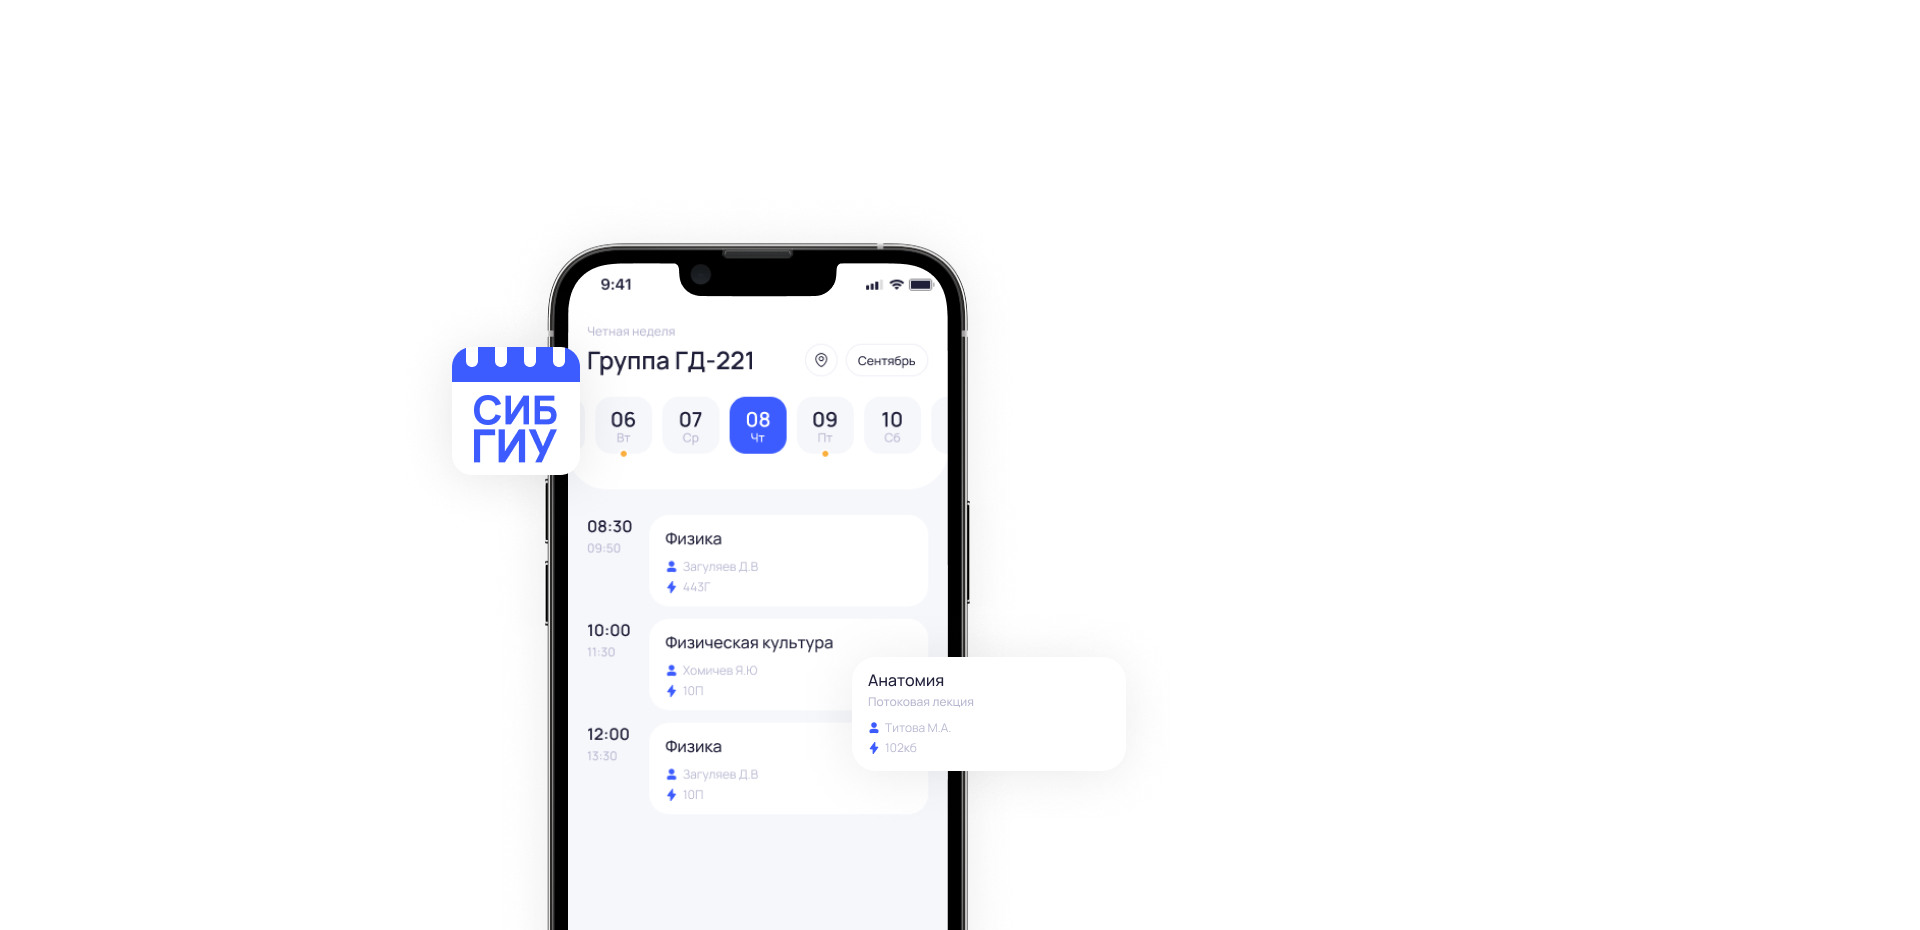 9:41
Четная неделя
Группа ГД-221
Сентябрь
СИБ
ГИУ
06
Вт
07
Ср
08
Чт
09
Пт
10
Сб
08:30
09:50
Физика
Загуляев Д.В
443Г
10:00
11:30
Физическая культура
Хомичев Я.Ю
10П
Анатомия
Потоковая лекция
Титова М.А.
102кб
12:00
13:30
Физика
Загуляев Д.В
10П